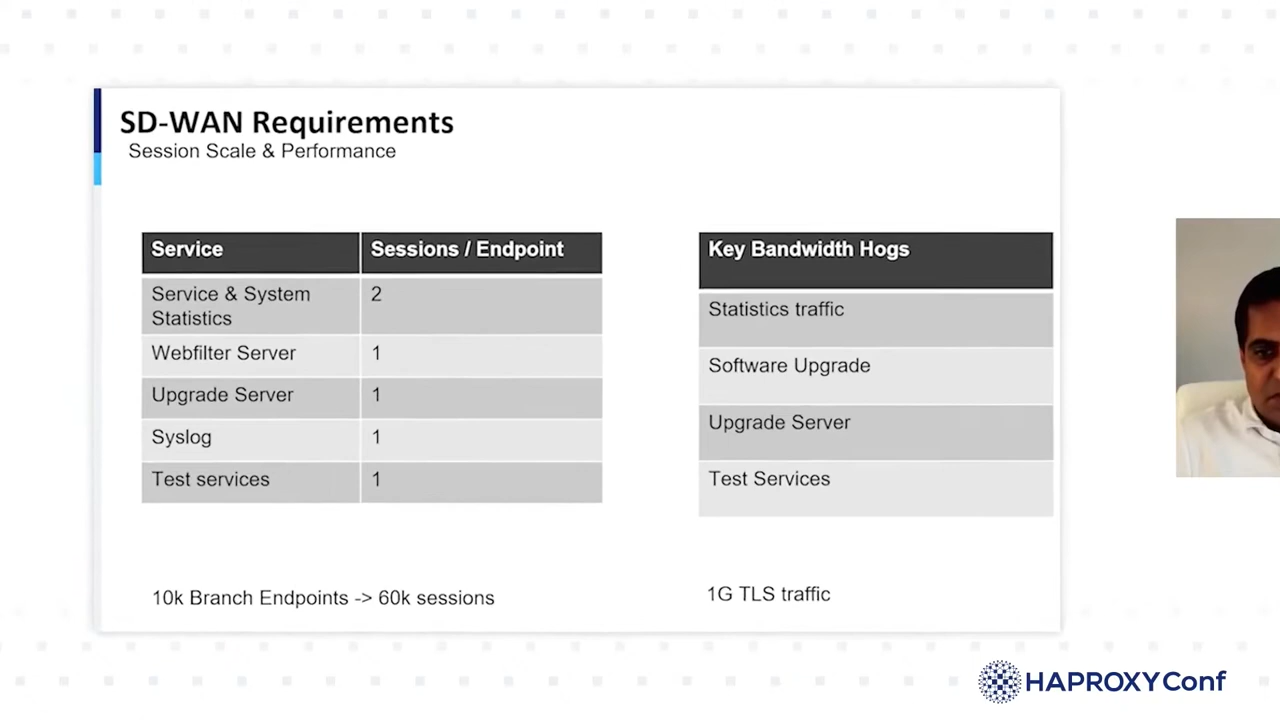 SD-WAN Requirements
Session Scale & Performance
Service
Sessions / Endpoint
Service & System
Statistics
2
Webfilter Server
1
Upgrade Server
1
Syslog
1
Test services
1
10k Branch Endpoints -> 60k sessions
Key Bandwidth Hogs
Statistics traffic
Software Upgrade
Upgrade Server
Test Services
1G TLS traffic
HAPROXYConf